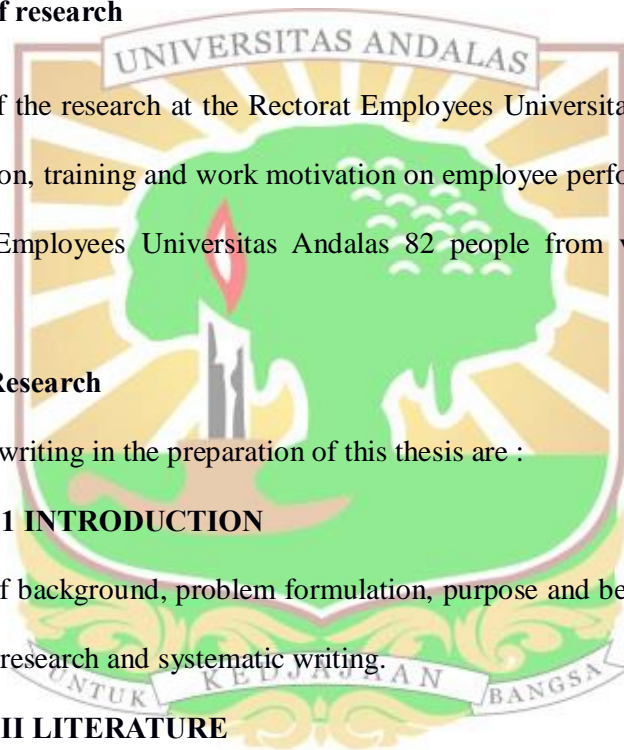 f research
UNIVERSITAS ANDALAS
f the research at the Rectorat Employees Universita
on, training and work motivation on employee perfo
Employees Universitas Andalas 82 people from v
Research
writing in the preparation of this thesis are :
1 INTRODUCTION
f background, problem formulation, purpose and be
research and systematic writing.
UNTUK KEDJAJAAN BANGSA
II LITERATURE